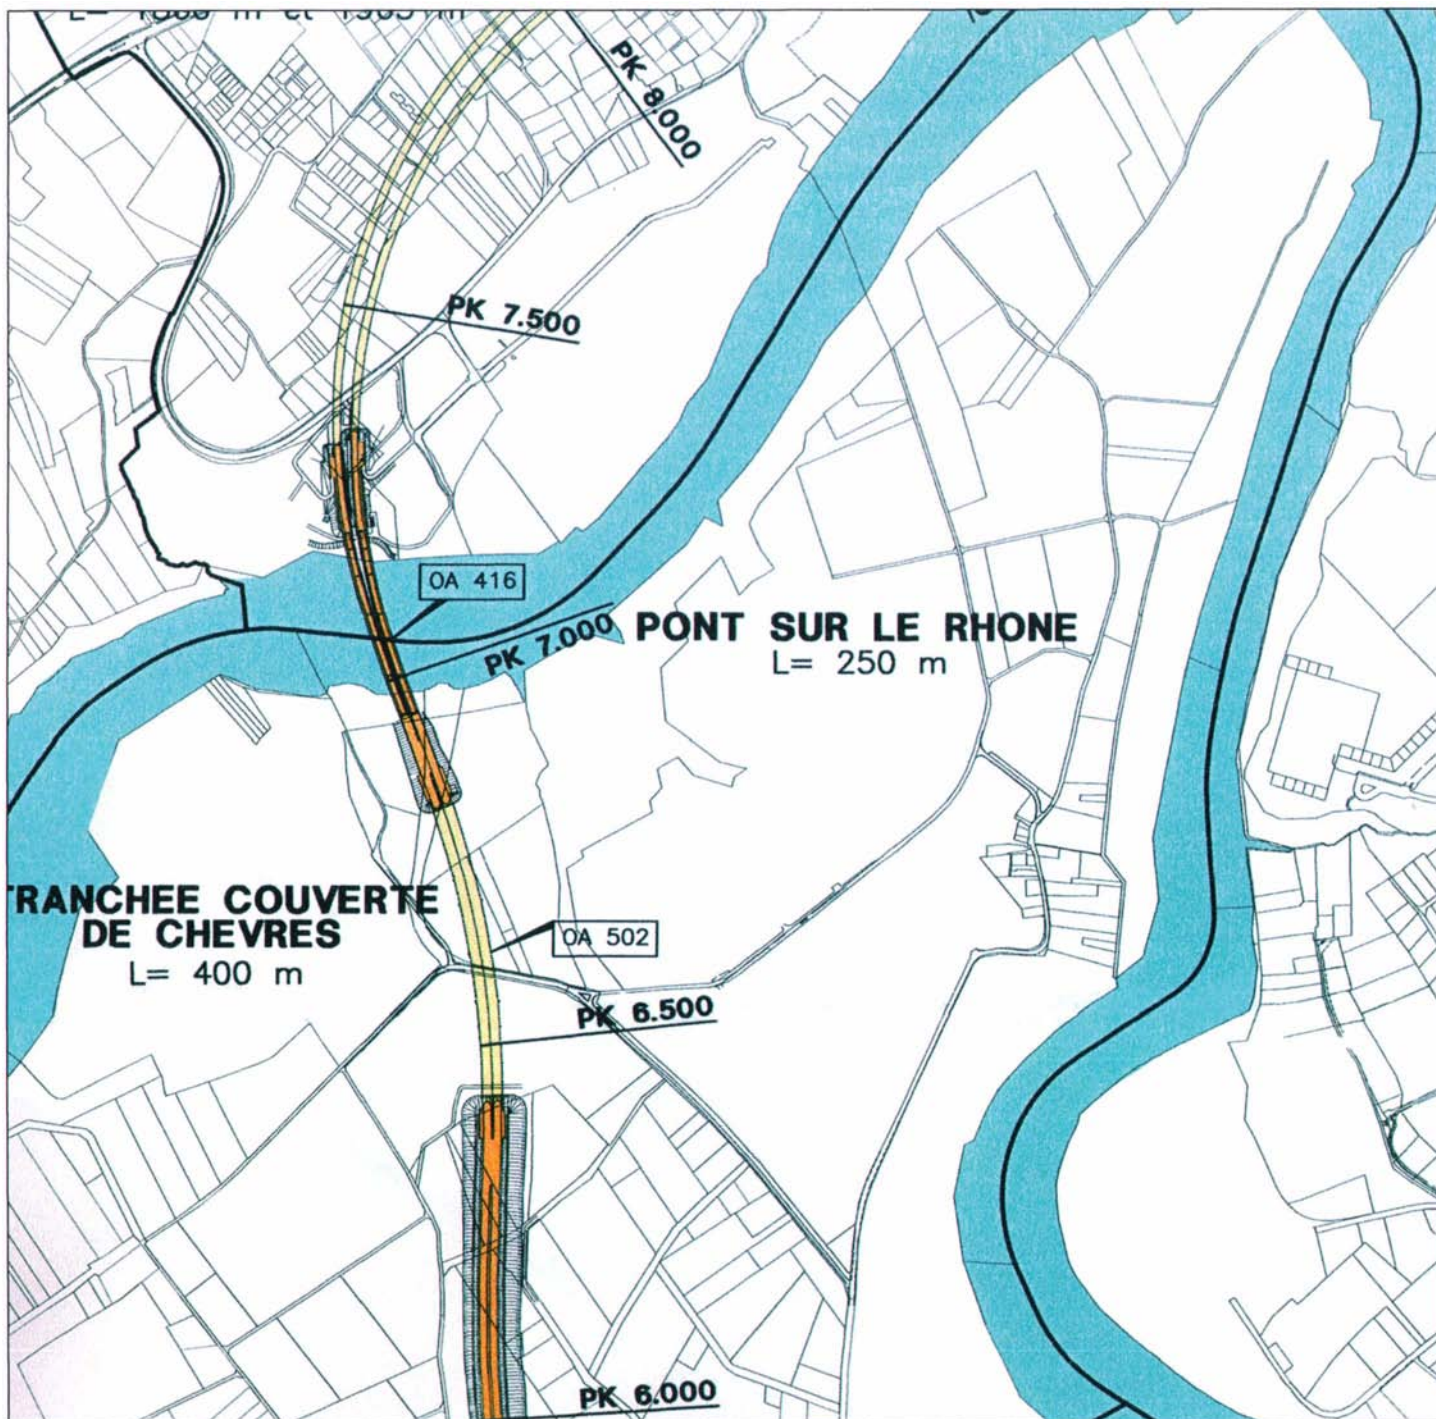 m et
PK 8.000
PK 7.500
OA 416
PK 7.000
PONT SUR LE RHONE
L= 250 m
TRANCHEE COUVERTE
DE CHEVRES
L= 400 m
OA 502
PK 6.500
PK 6.000